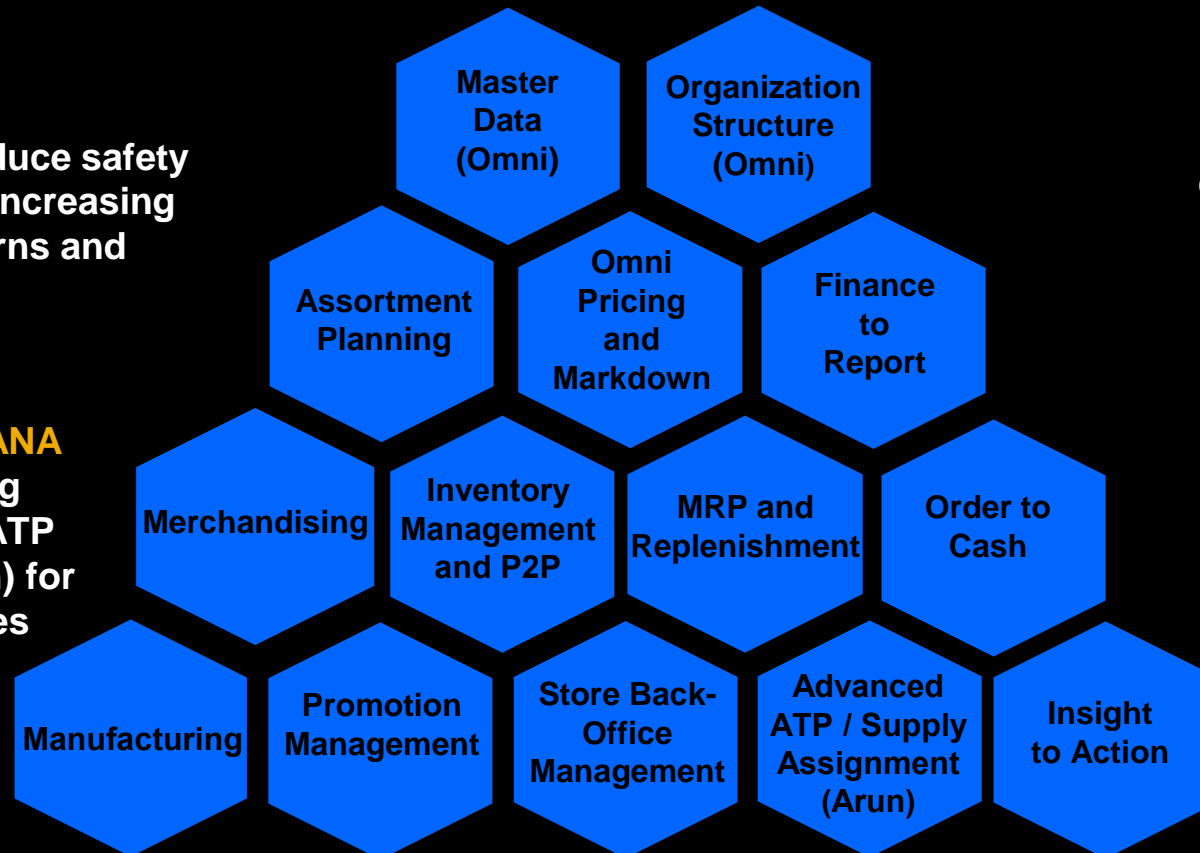 Master
Data
(Omni)
Organization
Structure
(Omni)
duce safety
increasing
rns and
Assortment
Planning
Omni
Pricing
and
Markdown
Finance
to
Report
ANA
g
ATP
) for
es
Merchandising
Inventory
Management
and P2P
MRP and
Replenishment
Order to
Cash
Manufacturing
Promotion
Management
Store Back-
Office
Management
Advanced
ATP / Supply
Assignment
(Arun)
Insight
to Action